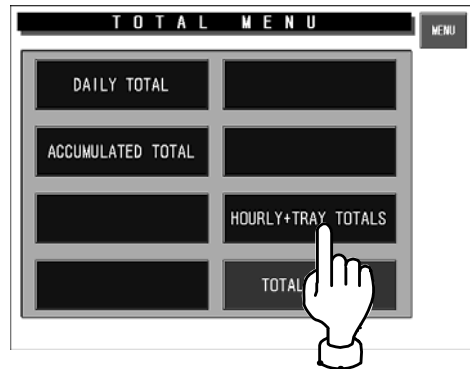 TOTAL MENU
MENU
DAILY TOTAL
ACCUMULATED TOTAL
HOURLY+TRAY TOTALS
TOTAL